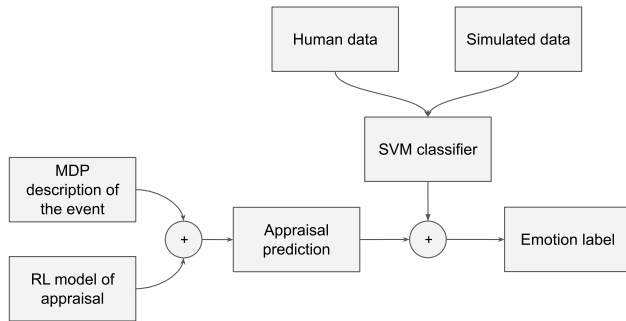 Human data
Simulated data
SVM classifier
MDP
description of
the event
+
Appraisal
prediction
+
Emotion label
RL model of
appraisal